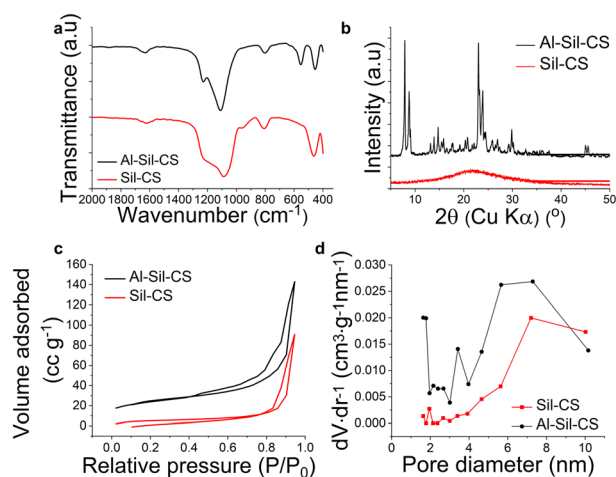 a
Transmittance (a.u)
Al-Sil-CS
Sil-CS
2000 1800 1600 1400 1200 1000 800 600 400
Wavenumber (cm-1)
b
Intensity (a.u)
Al-Sil-CS
Sil-CS
10 20 30 40 50
2θ (Cu Kα) (º)
c
Volume adsorbed
(cc g-1)
160
140
120
100
80
60
40
20
0
Al-Sil-CS
Sil-CS
0.0 0.2 0.4 0.6 0.8 1.0
Relative pressure (P/P0)
d
dV·dr-1 (cm3·g-1nm-1)
0.030
0.025
0.020
0.015
0.010
0.005
0.000
Sil-CS
Al-Sil-CS
0 2 4 6 8 10
Pore diameter (nm)